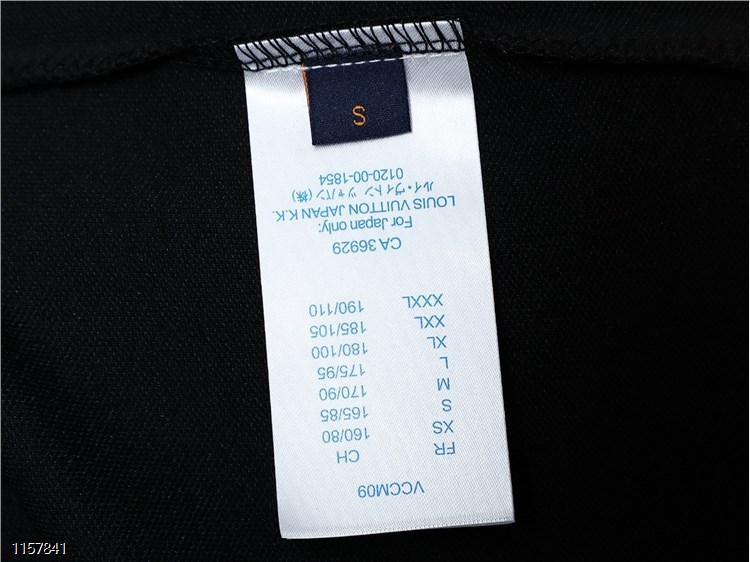 VCCM09
FR CH
XS 160/80
S 165/85
M 170/90
L 175/95
XL 180/100
XXL 185/105
XXXL 190/110
CA 36929
For Japan only:
LOUIS VUITTON JAPAN K.K.
ルイ・ヴィトン ジャパン (株)
0120-00-1854
S
1157841